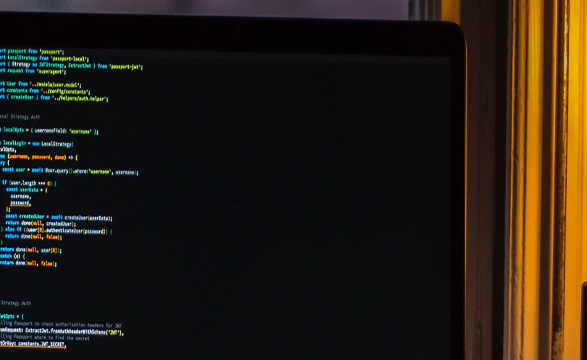 rt passport from 'passport';
rt LocalStrategy from 'passport-local';
rt { Strategy as JWTStrategy, ExtractJwt } from 'passport-jwt';
rt request from 'superagent';
rt User from '../models/user.model';
rt constants from '../config/constants';
rt { createUser } from '../helpers/auth.helper';
ocal Strategy Auth
t localOpts = { usernameField: 'username' };
t localLogin = new LocalStrategy(
alOpts,
nc (username, password, done) => {
ry {
const user = await User.query().where('username', username);
if (user.length === 0) {
const userData = {
username,
password,
};
const createdUser = await createUser(userData);
return done(null, createdUser);
} else if (!user[0].authenticateUser(password)) {
return done(null, false);
}
return done(null, user[0]);
catch (e) {
return done(null, false);
Strategy Auth
wtOpts = {
lling Passport to check authorization headers for JWT
omRequest: ExtractJwt.fromAuthHeaderWithScheme('JWT'),
lling Passport where to find the secret
tOrKey: constants.JWT_SECRET,